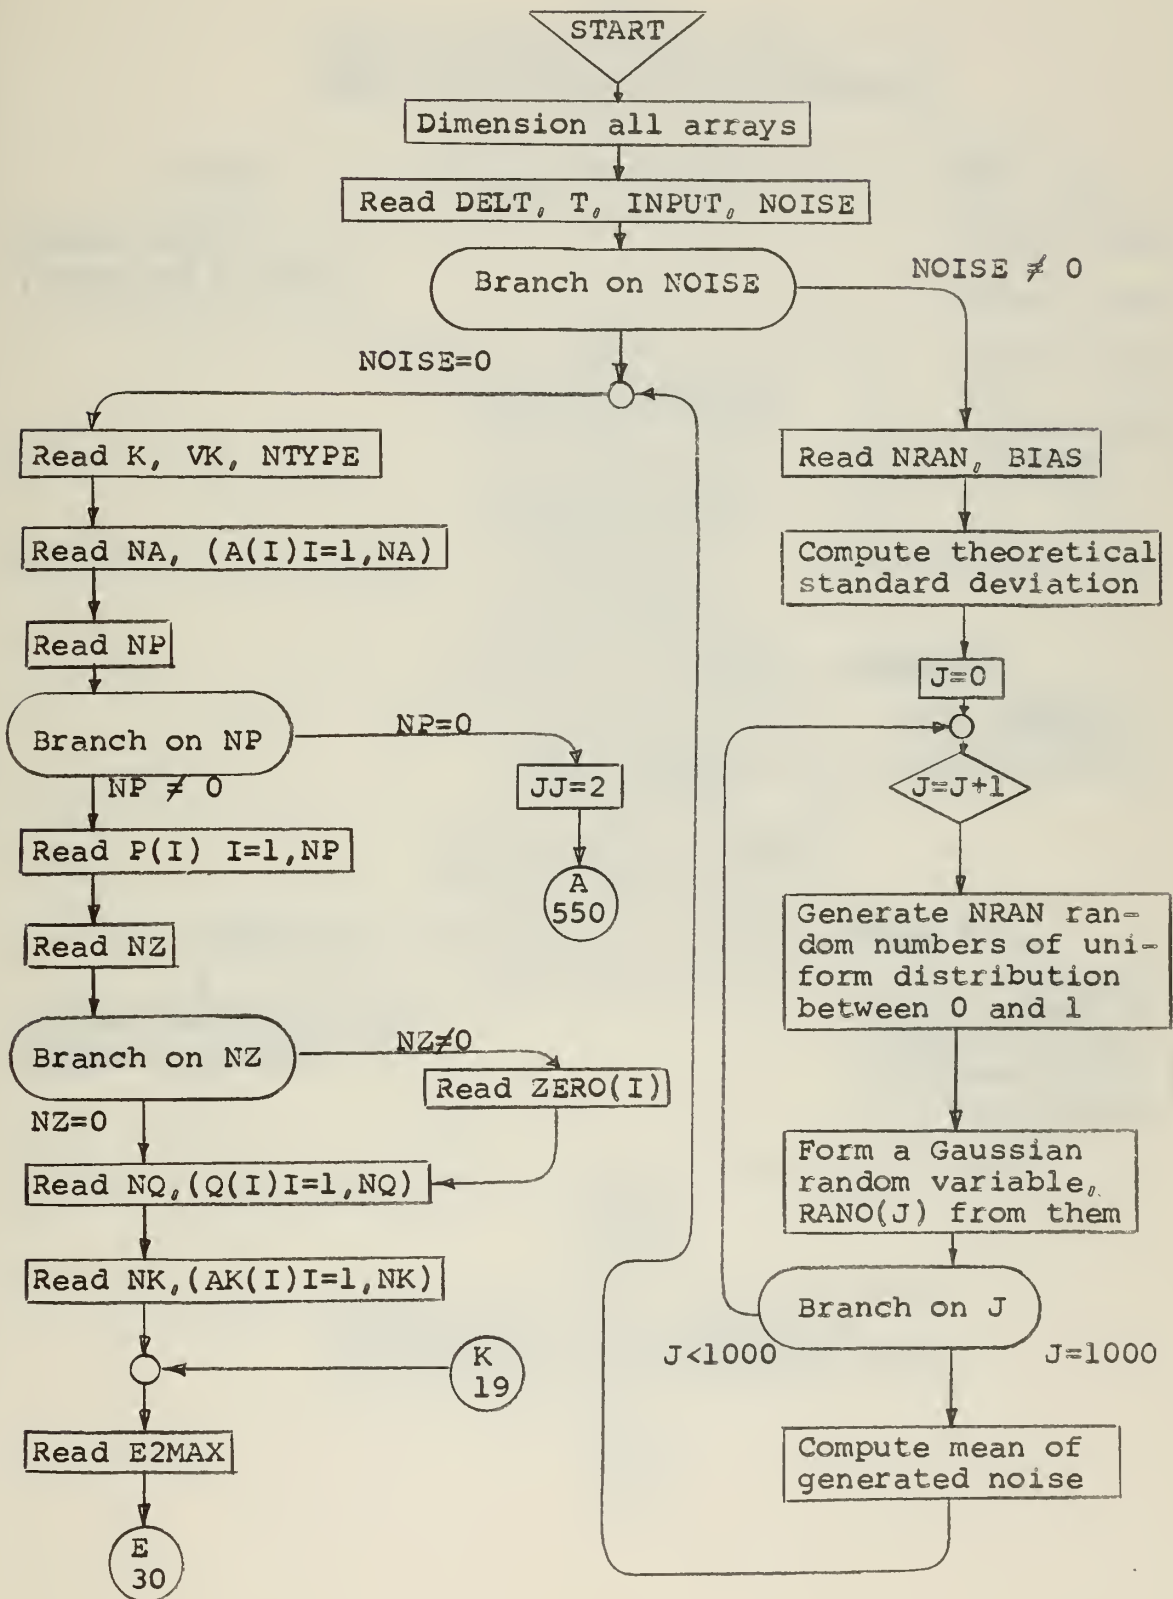 START
Dimension all arrays
Read DELT, T, INPUT, NOISE
Branch on NOISE
NOISE ≠ 0
NOISE=0
Read K, VK, NTYPE
Read NA, (A(I)I=1,NA)
Read NP
Branch on NP
NP=0
NP ≠ 0
JJ=2
A
550
Read P(I) I=1,NP
Read NZ
Branch on NZ
NZ≠0
Read ZERO(I)
NZ=0
Read NQ,(Q(I)I=1,NQ)
Read NK,(AK(I)I=1,NK)
K
19
Read E2MAX
E
30
Read NRAN, BIAS
Compute theoretical
standard deviation
J=0
J=J+1
Generate NRAN ran-
dom numbers of uni-
form distribution
between 0 and 1
Form a Gaussian
random variable,
RANO(J) from them
Branch on J
J<1000
J=1000
Compute mean of
generated noise